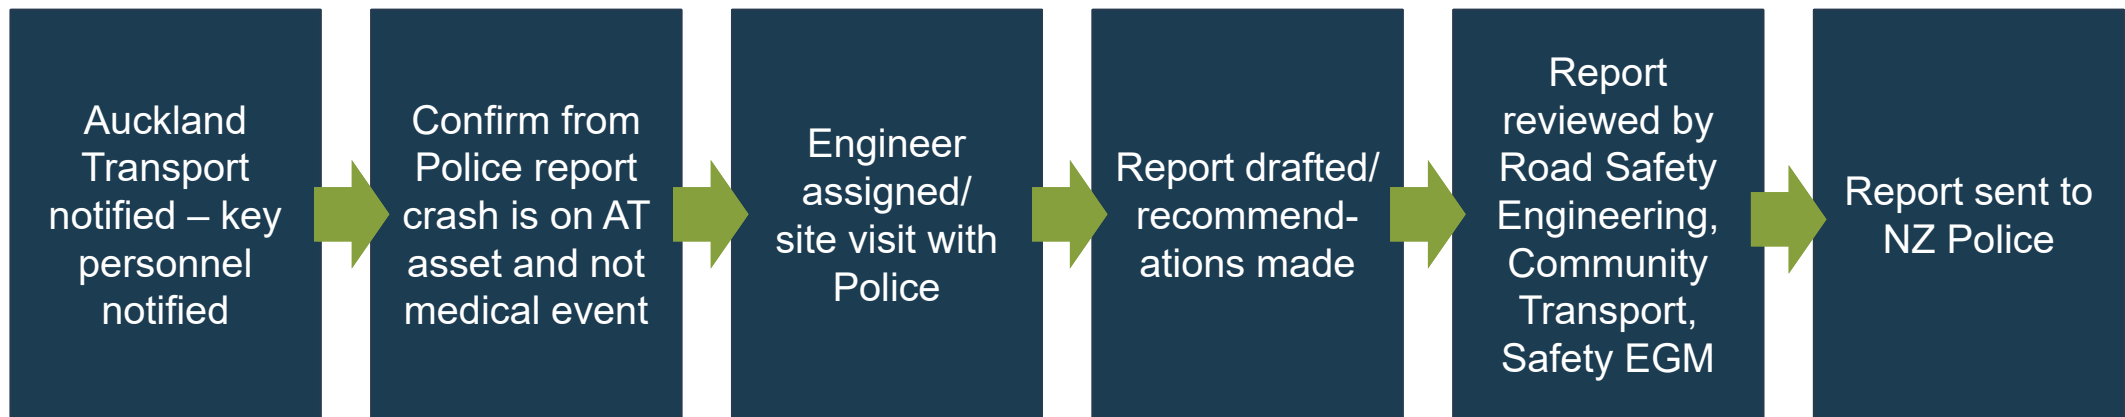 Auckland
Transport
notified – key
personnel
notified
Confirm from
Police report
crash is on AT
asset and not
medical event
Engineer
assigned/
site visit with
Police
Report drafted/
recommend-
ations made
Report
reviewed by
Road Safety
Engineering,
Community
Transport,
Safety EGM
Report sent to
NZ Police